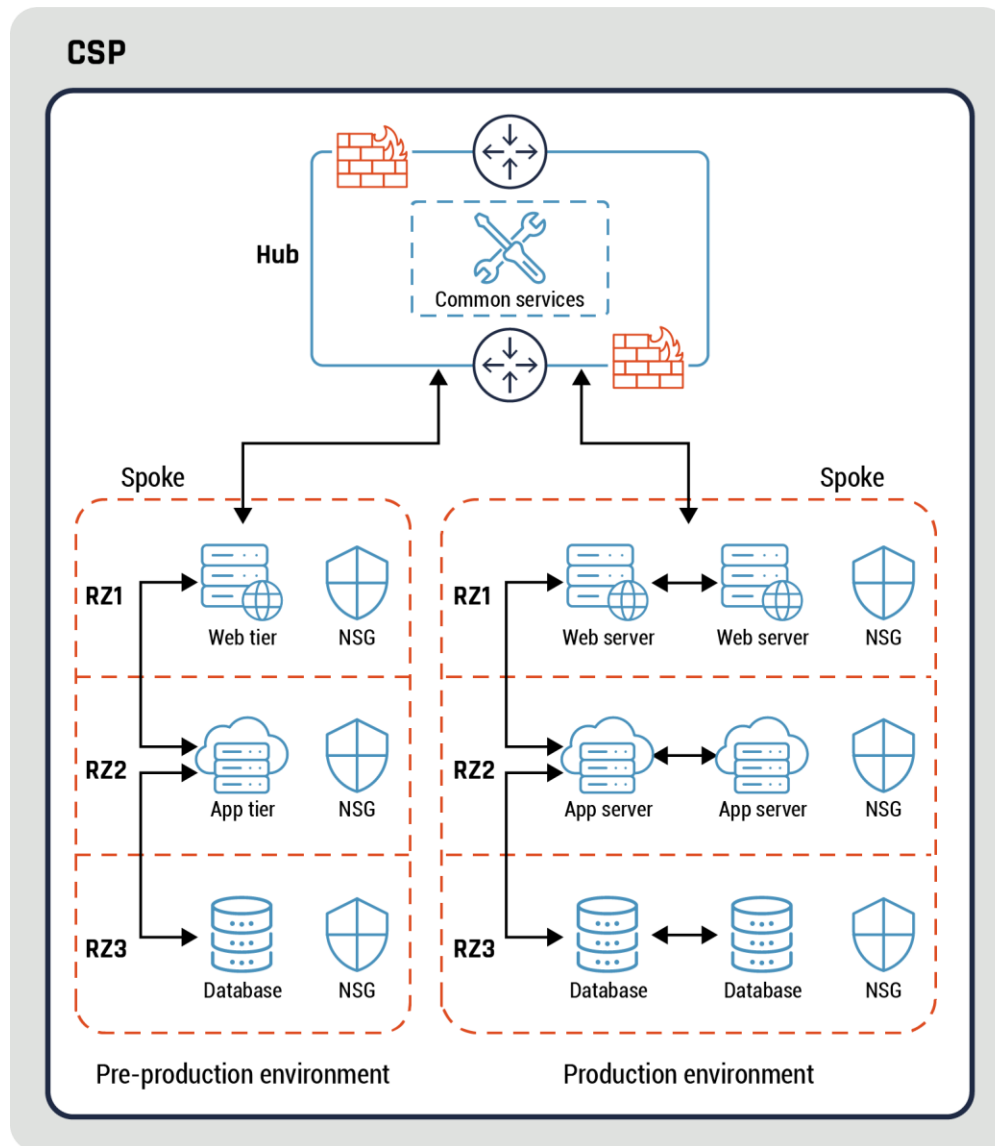 CSP
Hub
Common services
Spoke
RZ1
Web tier
NSG
RZ2
App tier
NSG
RZ3
Database
NSG
Pre-production environment
Spoke
RZ1
Web server
Web server
NSG
RZ2
App server
App server
NSG
RZ3
Database
Database
NSG
Production environment